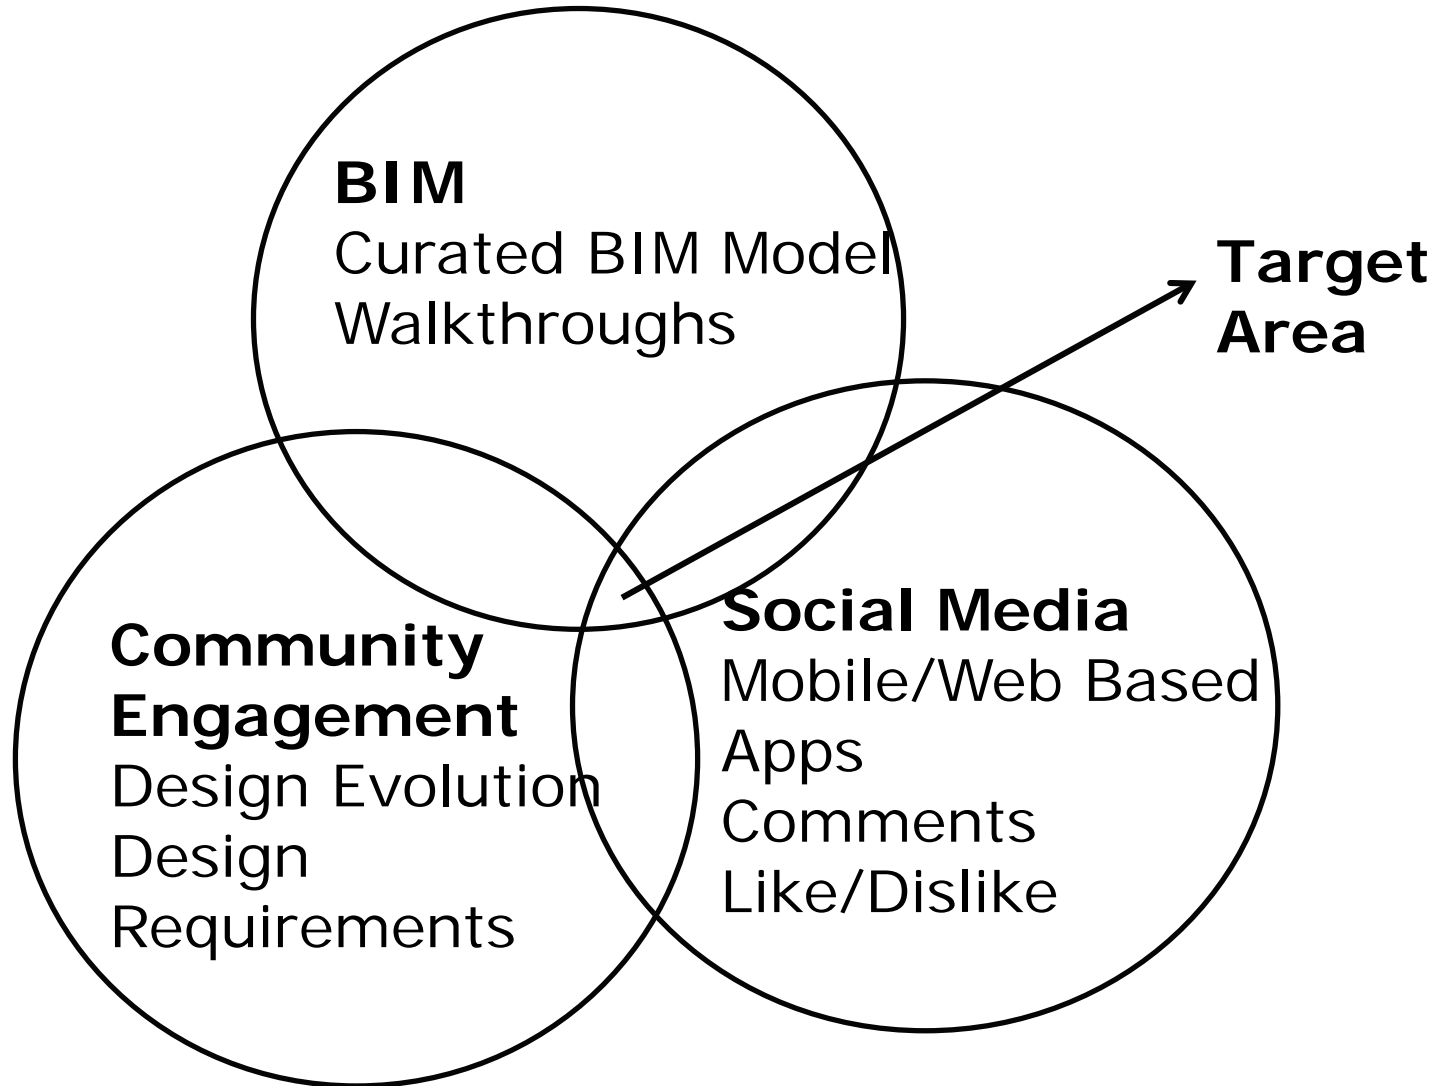 BIM
Curated BIM Model
Walkthroughs
Target
Area
Community
Engagement
Design Evolution
Design
Requirements
Social Media
Mobile/Web Based
Apps
Comments
Like/Dislike